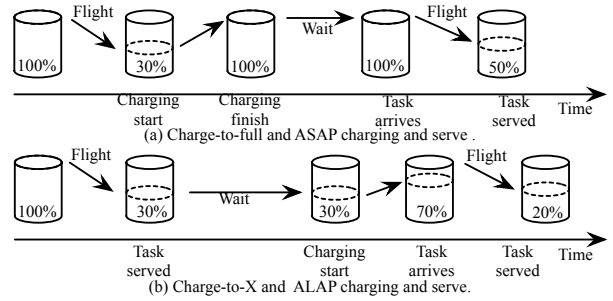 Flight
Wait
Flight
100%
30%
100%
100%
50%
Charging start
Charging finish
Task arrives
Task served
Time
(a) Charge-to-full and ASAP charging and serve .
Flight
Wait
Flight
100%
30%
30%
70%
20%
Task served
Charging start
Task arrives
Task served
Time
(b) Charge-to-X and ALAP charging and serve.